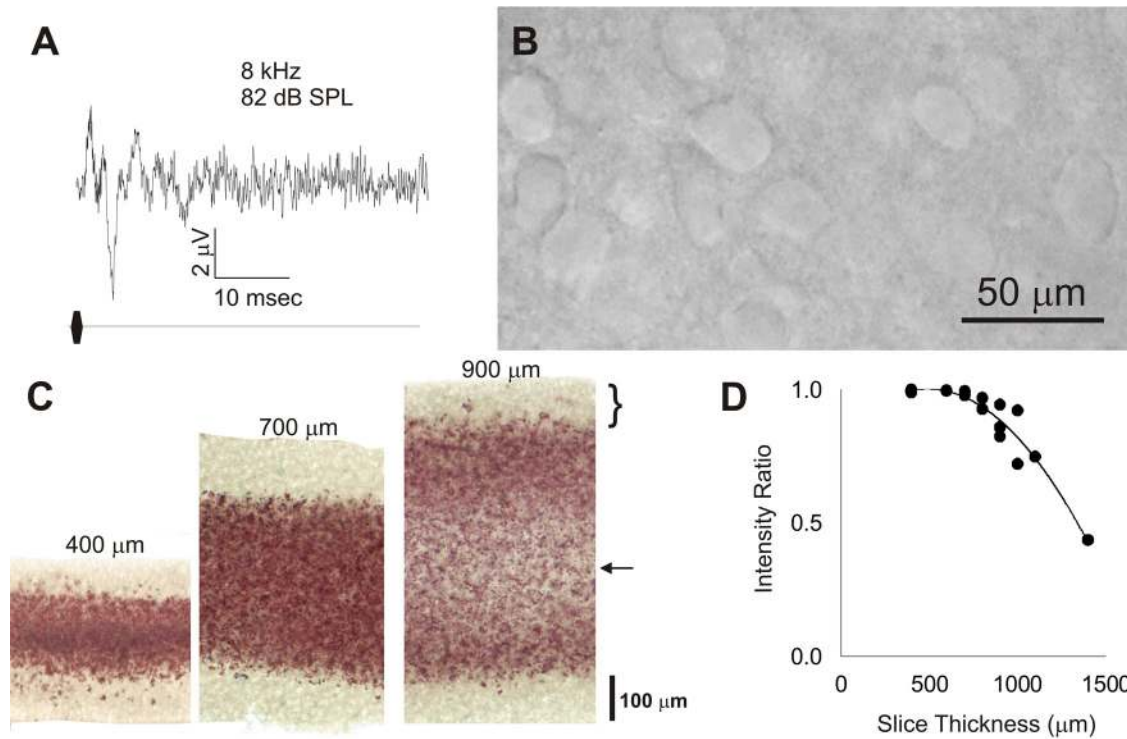 A
8 kHz
82 dB SPL
2 μV
10 msec
B
50 μm
C
400 μm
700 μm
900 μm
}
100 μm
D
1.0
0.5
0.0
Intensity Ratio
0
500
1000
1500
Slice Thickness (μm)